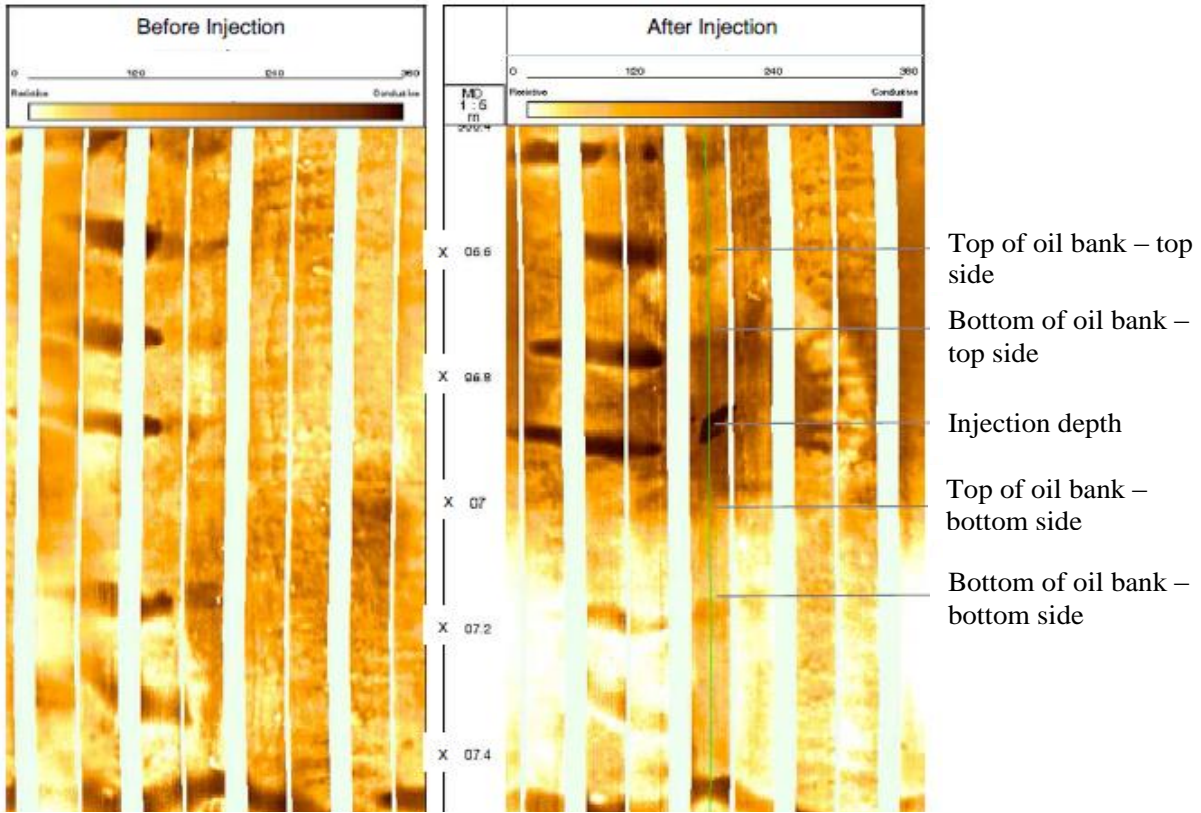 Before Injection
0 120 240 360
Resistive Conductive
MD
1 : 5
m
After Injection
0 120 240 360
Resistive Conductive
X 06.6
X 06.8
X 07
X 07.2
X 07.4
Top of oil bank – top
side
Bottom of oil bank –
top side
Injection depth
Top of oil bank –
bottom side
Bottom of oil bank –
bottom side